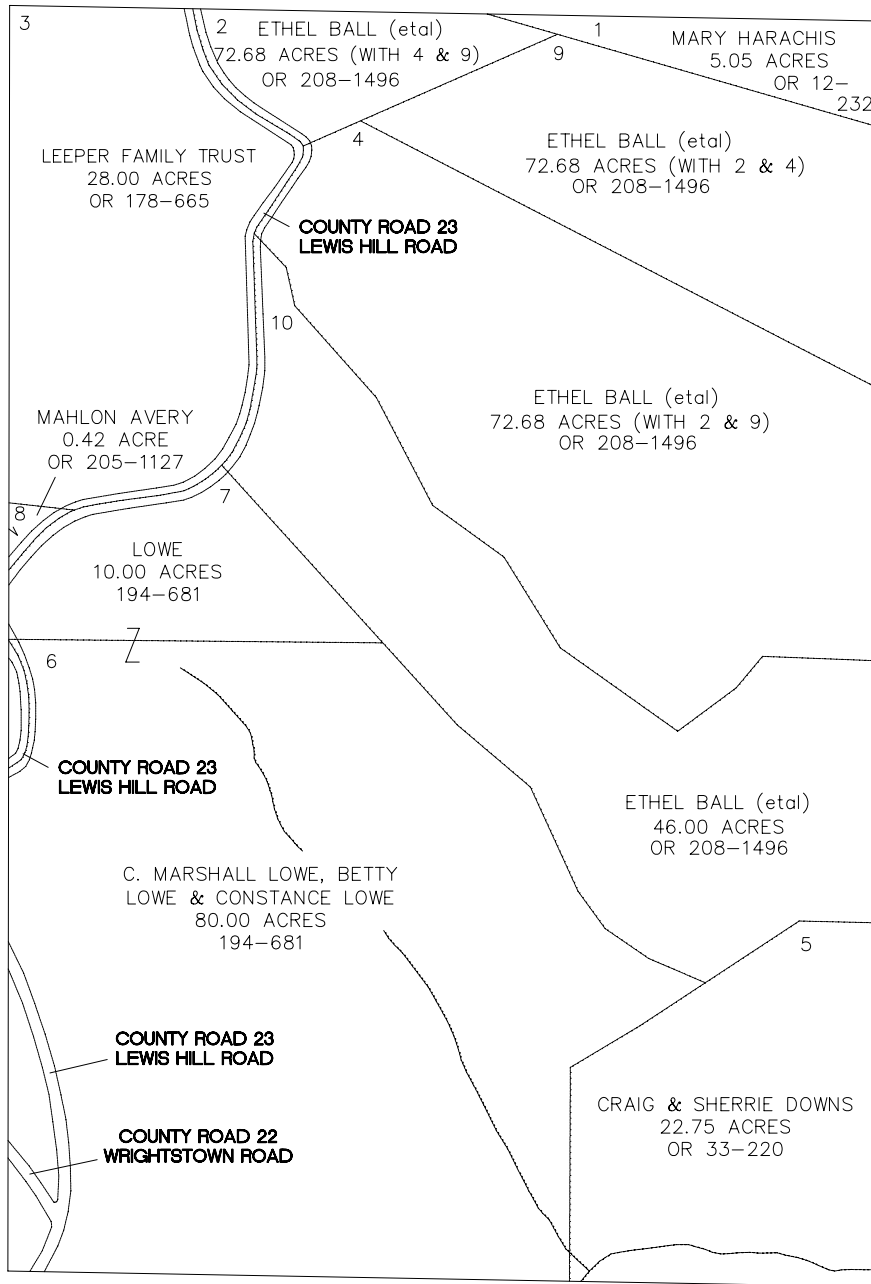 3
2
ETHEL BALL (etal)
72.68 ACRES (WITH 4 & 9)
OR 208-1496
1
9
MARY HARACHIS
5.05 ACRES
OR 12-
232
4
ETHEL BALL (etal)
72.68 ACRES (WITH 2 & 4)
OR 208-1496
LEEPER FAMILY TRUST
28.00 ACRES
OR 178-665
COUNTY ROAD 23
LEWIS HILL ROAD
10
ETHEL BALL (etal)
72.68 ACRES (WITH 2 & 9)
OR 208-1496
MAHLON AVERY
0.42 ACRE
OR 205-1127
7
8
LOWE
10.00 ACRES
194-681
6
COUNTY ROAD 23
LEWIS HILL ROAD
ETHEL BALL (etal)
46.00 ACRES
OR 208-1496
C. MARSHALL LOWE, BETTY
LOWE & CONSTANCE LOWE
80.00 ACRES
194-681
5
COUNTY ROAD 23
LEWIS HILL ROAD
CRAIG & SHERRIE DOWNS
22.75 ACRES
OR 33-220
COUNTY ROAD 22
WRIGHTSTOWN ROAD